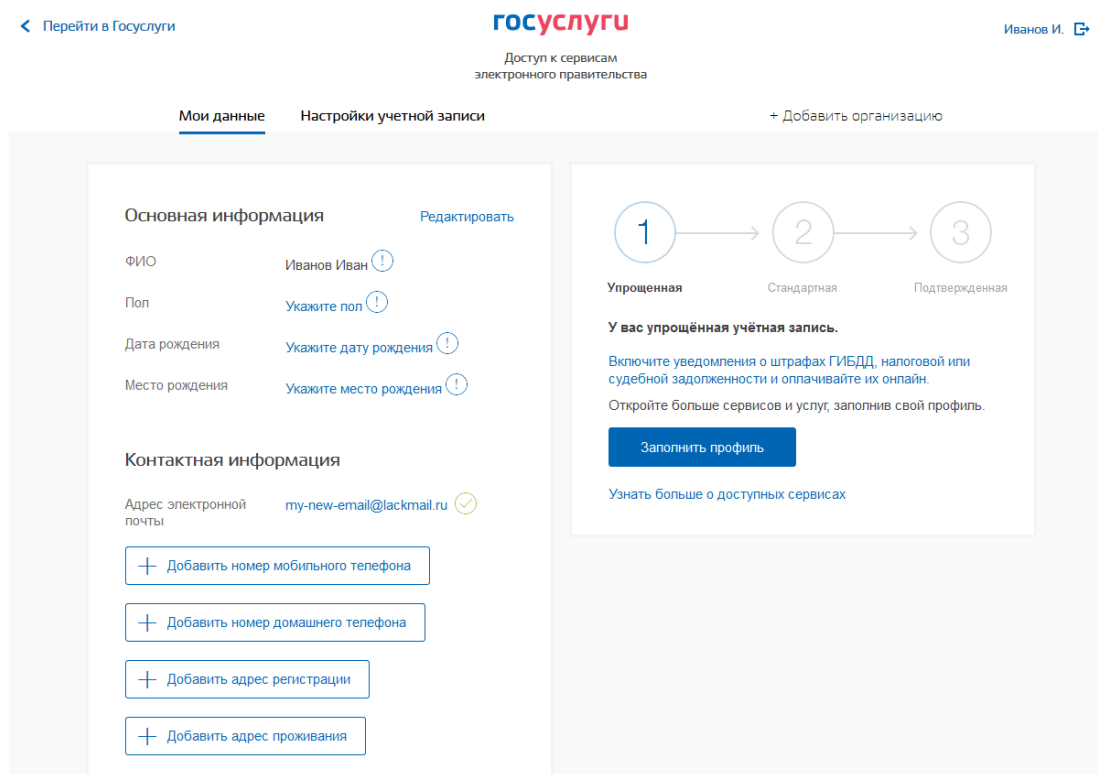 Перейти в Госуслуги
госуслуги
Иванов И.
Доступ к сервисам
электронного правительства
Мои данные
Настройки учетной записи
+ Добавить организацию
Основная информация
Редактировать
ФИО
Иванов Иван
Пол
Укажите пол
Дата рождения
Укажите дату рождения
Место рождения
Укажите место рождения
Контактная информация
Адрес электронной
почты
my-new-email@lackmail.ru
Добавить номер мобильного телефона
Добавить номер домашнего телефона
Добавить адрес регистрации
Добавить адрес проживания
1
2
3
Упрощенная
Стандартная
Подтвержденная
У вас упрощённая учётная запись.
Включите уведомления о штрафах ГИБДД, налоговой или
судебной задолженности и оплачивайте их онлайн.
Откройте больше сервисов и услуг, заполнив свой профиль.
Заполнить профиль
Узнать больше о доступных сервисах